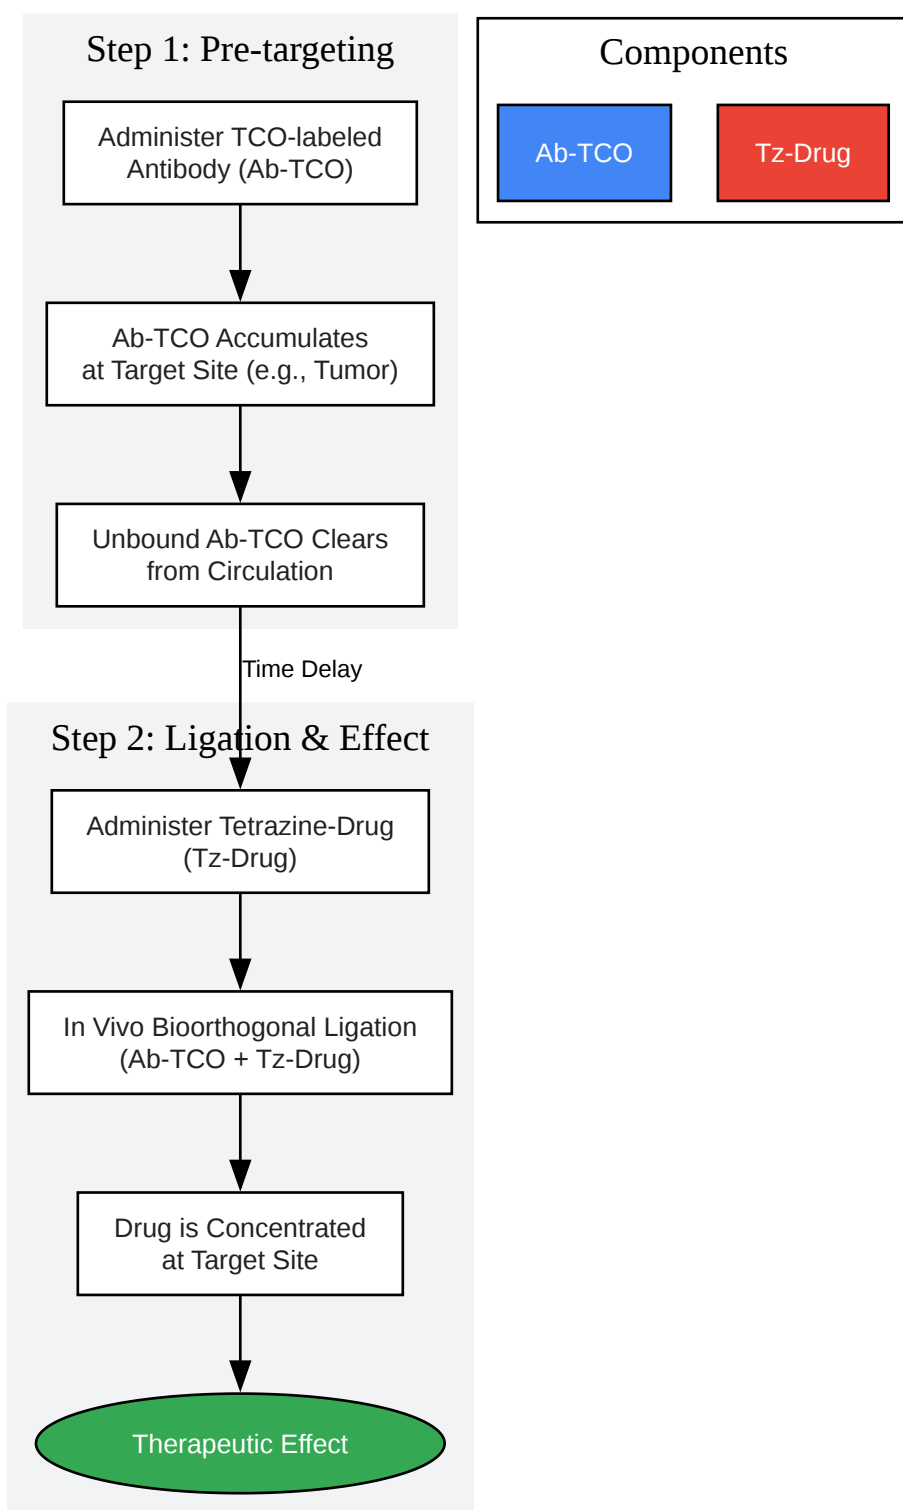 Step 1: Pre-targeting
Administer TCO-labeled
Antibody (Ab-TCO)
Ab-TCO Accumulates
at Target Site (e.g., Tumor)
Unbound Ab-TCO Clears
from Circulation
Time Delay
Step 2: Ligation & Effect
Administer Tetrazine-Drug
(Tz-Drug)
In Vivo Bioorthogonal Ligation
(Ab-TCO + Tz-Drug)
Drug is Concentrated
at Target Site
Therapeutic Effect
Components
Ab-TCO
Tz-Drug